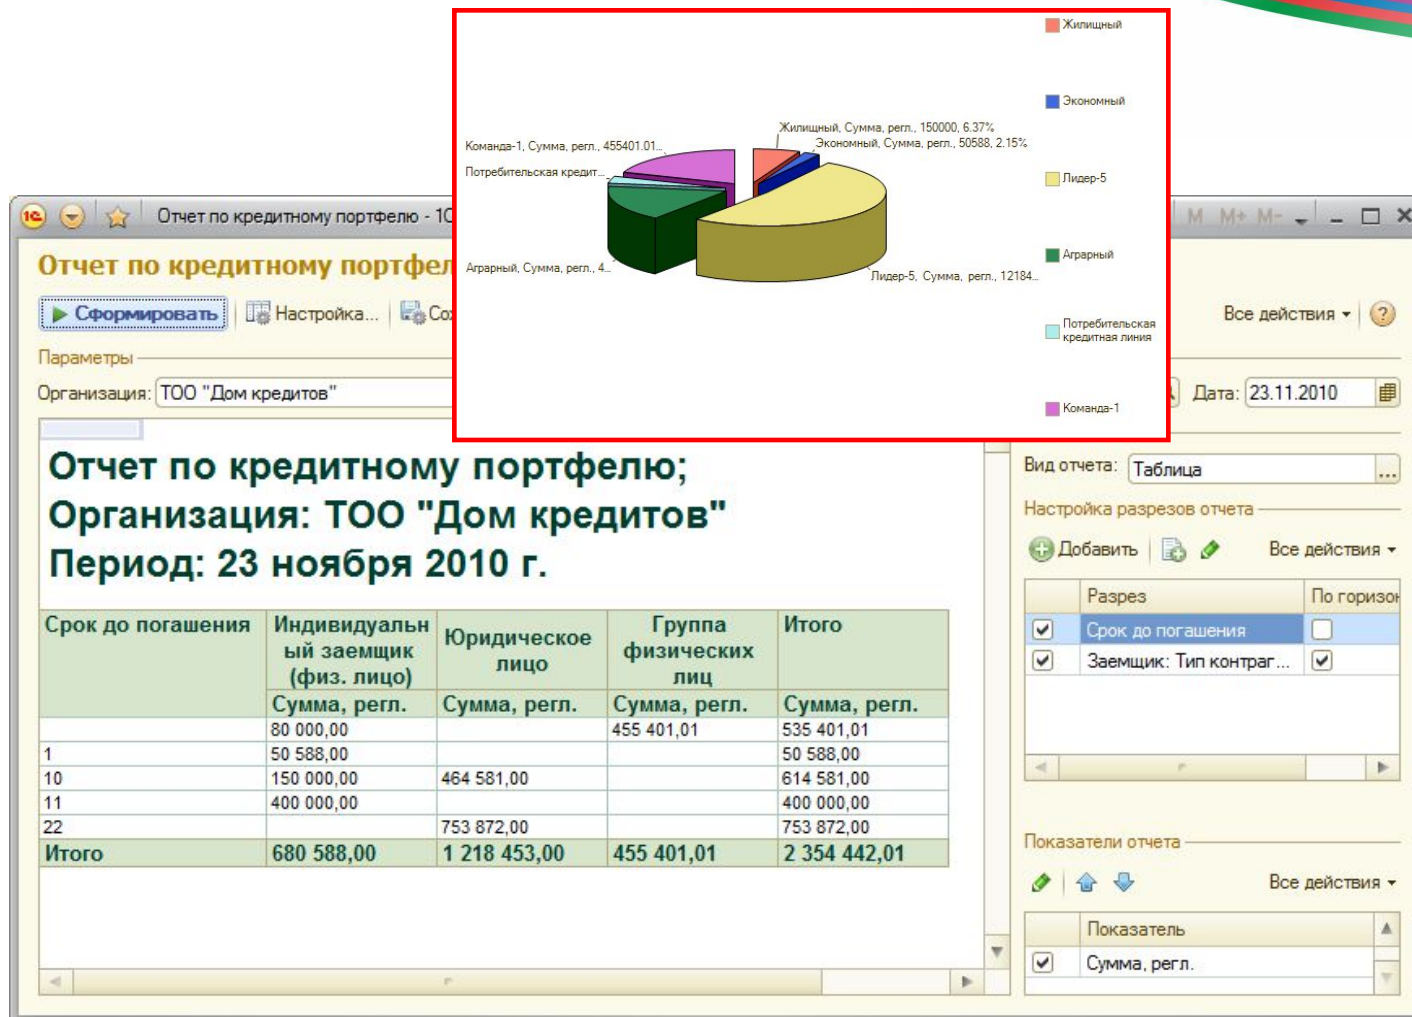 Жилищный
Экономный
Лидер-5
Аграрный
Потребительская
кредитная линия
Команда-1
Жилищный, Сумма, регл., 150000, 6.37%
Экономный, Сумма, регл., 50588, 2.15%
Команда-1, Сумма, регл., 455401.01...
Потребительская кредит...
Аграрный, Сумма, регл., 4...
Лидер-5, Сумма, регл., 12184...
1С Отчет по кредитному портфелю - 1С
M M+ M-
Отчет по кредитному портфел
Сформировать Настройка... Сох
Все действия ?
Параметры
Организация: ТОО "Дом кредитов"
Дата: 23.11.2010
Отчет по кредитному портфелю;
Организация: ТОО "Дом кредитов"
Период: 23 ноября 2010 г.
Срок до погашения Индивидуальн
ый заемщик
(физ. лицо) Юридическое
лицо Группа
физических
лиц Итого
Сумма, регл. Сумма, регл. Сумма, регл. Сумма, регл.
80 000,00 455 401,01 535 401,01
1 50 588,00 50 588,00
10 150 000,00 464 581,00 614 581,00
11 400 000,00 400 000,00
22 753 872,00 753 872,00
Итого 680 588,00 1 218 453,00 455 401,01 2 354 442,01
Вид отчета: Таблица ...
Настройка разрезов отчета
Добавить Все действия
Разрез По горизон
Срок до погашения
Заемщик: Тип контраг...
Показатели отчета
Все действия
Показатель
Сумма, регл.